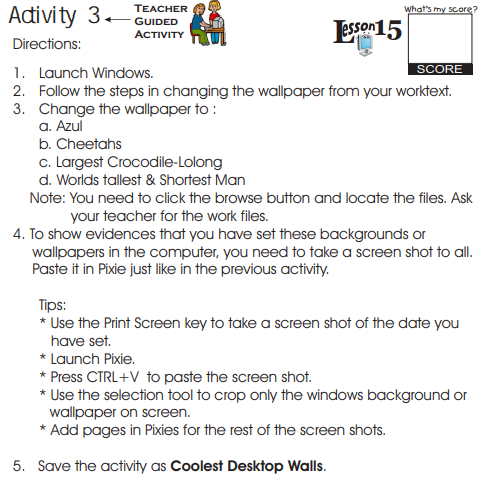 Activity 3
TEACHER
GUIDED
ACTIVITY
Lesson 15
What's my score?
SCORE
Directions:
1. Launch Windows.
2. Follow the steps in changing the wallpaper from your worktext.
3. Change the wallpaper to :
a. Azul
b. Cheetahs
c. Largest Crocodile-Lolong
d. Worlds tallest & Shortest Man
Note: You need to click the browse button and locate the files. Ask
your teacher for the work files.
4. To show evidences that you have set these backgrounds or
wallpapers in the computer, you need to take a screen shot to all.
Paste it in Pixie just like in the previous activity.
Tips:
* Use the Print Screen key to take a screen shot of the date you
have set.
* Launch Pixie.
* Press CTRL+V to paste the screen shot.
* Use the selection tool to crop only the windows background or
wallpaper on screen.
* Add pages in Pixies for the rest of the screen shots.
5. Save the activity as Coolest Desktop Walls.